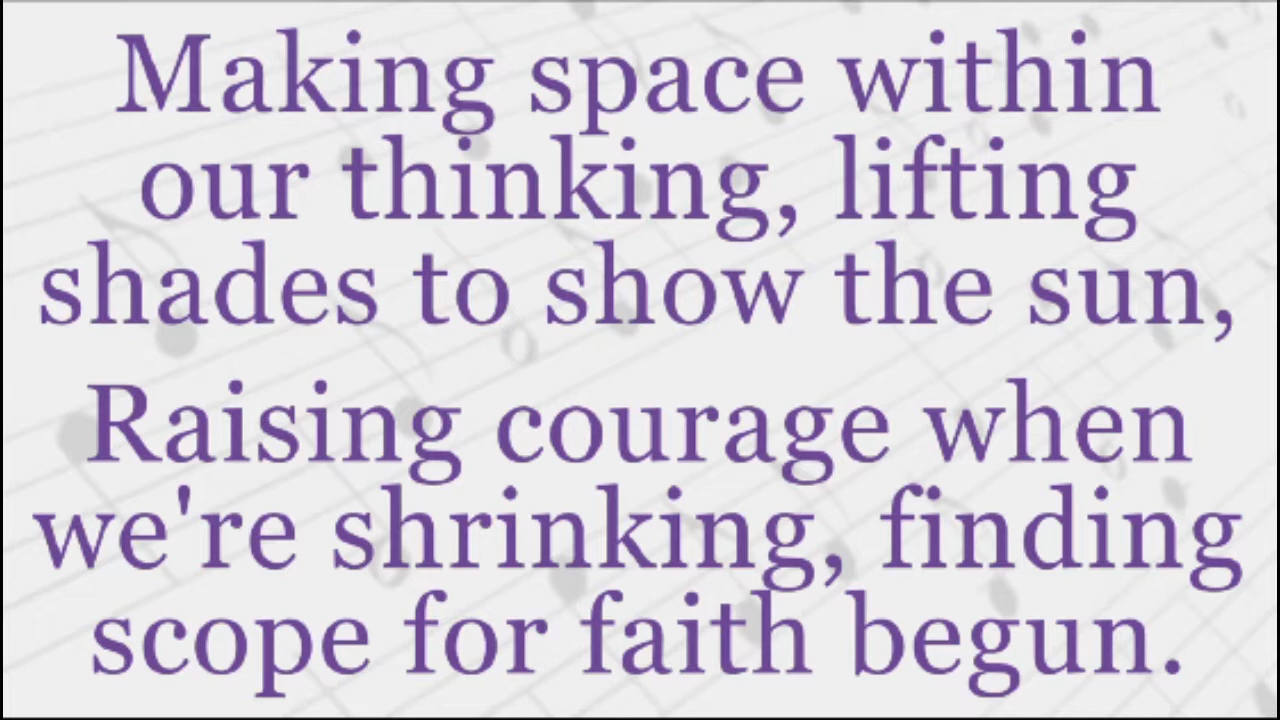 Making space within
our thinking, lifting
shades to show the sun,
Raising courage when
we're shrinking, finding
scope for faith begun.